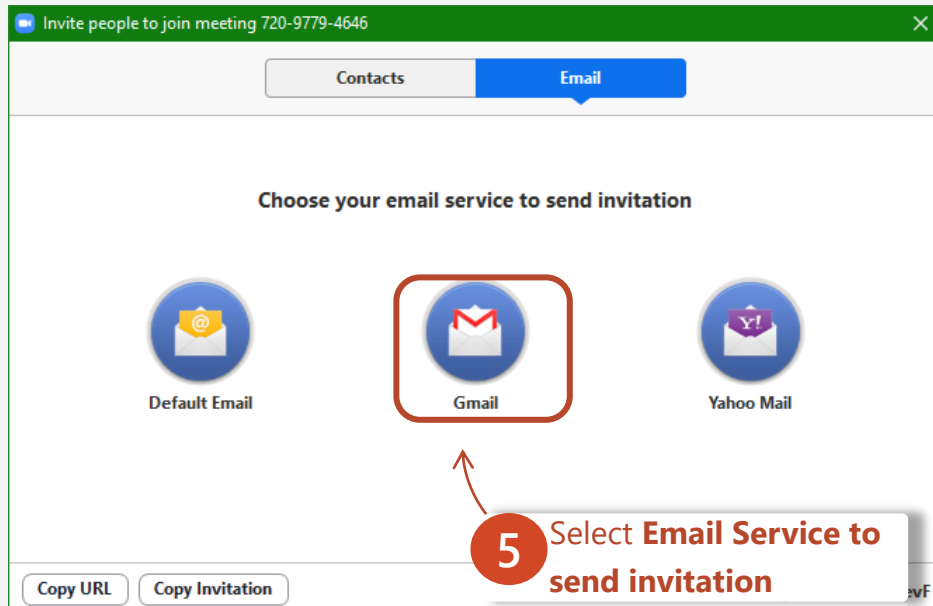 Invite people to join meeting 720-9779-4646
Contacts
Email
Choose your email service to send invitation
@
Y!
Default Email
Gmail
Yahoo Mail
5
Select Email Service to
send invitation
Copy URL
Copy Invitation